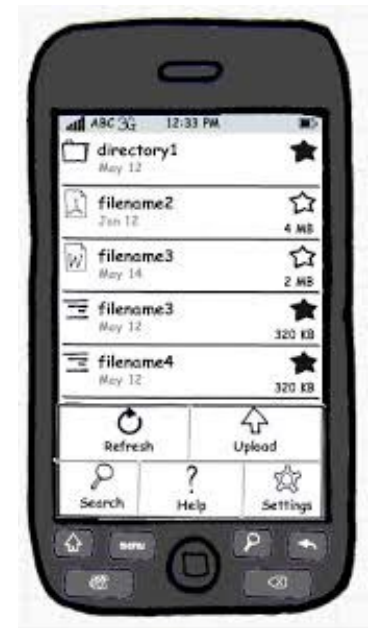 ABC 3G 12:33 PM
directory1
May 12
filename2
Jan 12
4 MB
W filename3
May 14
2 MB
filename3
May 12
320 KB
filename4
May 12
320 KB
Refresh Upload
Search ? Help Settings
menu